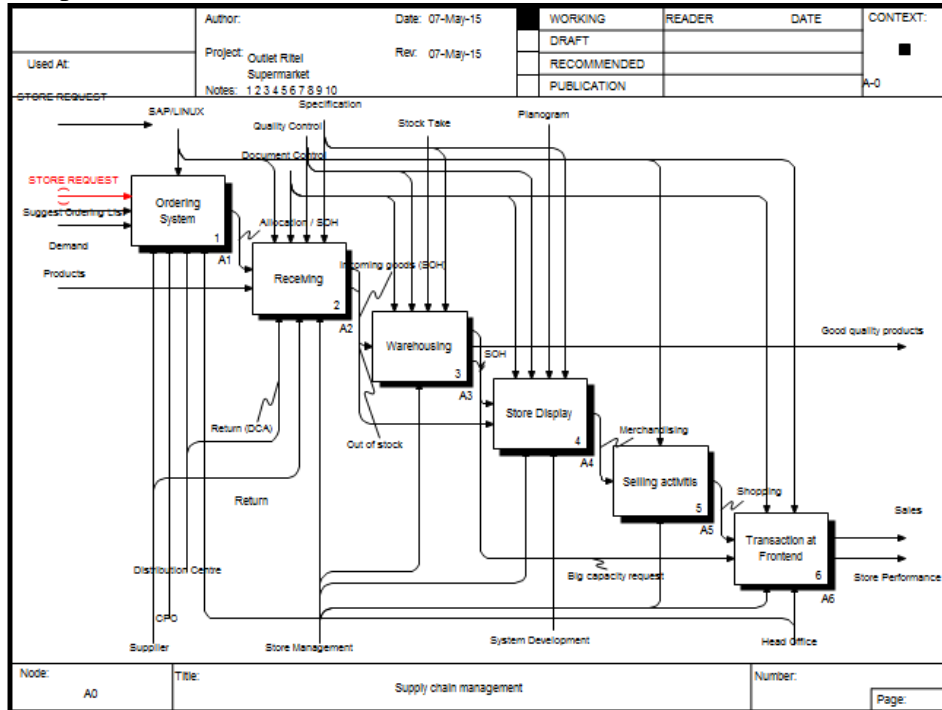 Used At:
Author:
Date: 07-May-15
Project: Outlet Ritel
Supermarket
Rev: 07-May-15
Notes: 1 2 3 4 5 6 7 8 9 10
WORKING
READER
DATE
CONTEXT:
DRAFT
RECOMMENDED
PUBLICATION
A-0
STORE REQUEST
SAP/LINUX
Specification
Quality Control
Stock Take
Planogram
Document Control
STORE REQUEST
Suggest Ordering List
Demand
Products
Ordering
System
1
A1
Allocation / SOH
Receiving
2
A2
Incoming goods (SOH)
Warehousing
3
A3
Good quality products
SOH
Store Display
4
A4
Return (DCA)
Out of stock
Merchandising
Selling activitis
5
A5
Shopping
Return
Sales
Transaction at
Frontend
6
A6
Store Performance
Distribution Centre
Big capacity request
Supplier
Store Management
System Development
Head Office
Node:
A0
Title:
Supply chain management
Number:
Page: